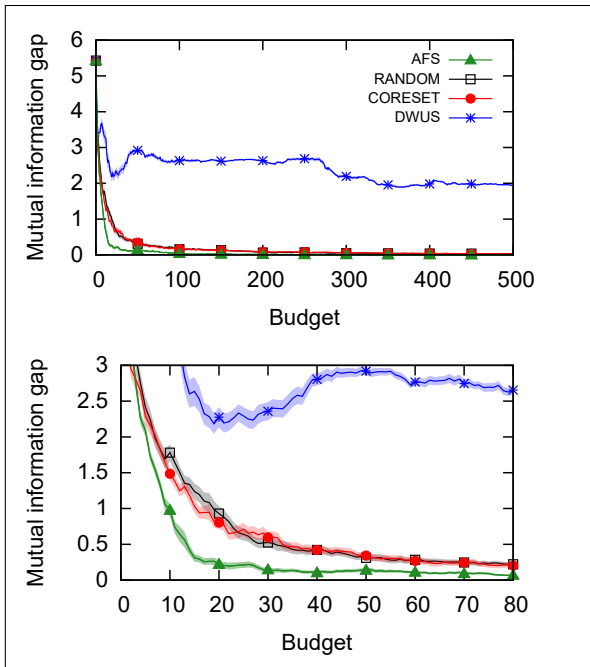 Mutual information gap
6
5
4
3
2
1
0
AFS
RANDOM
CORESET
DWUS
0 100 200 300 400 500
Budget
Mutual information gap
3
2.5
2
1.5
1
0.5
0
0 10 20 30 40 50 60 70 80
Budget